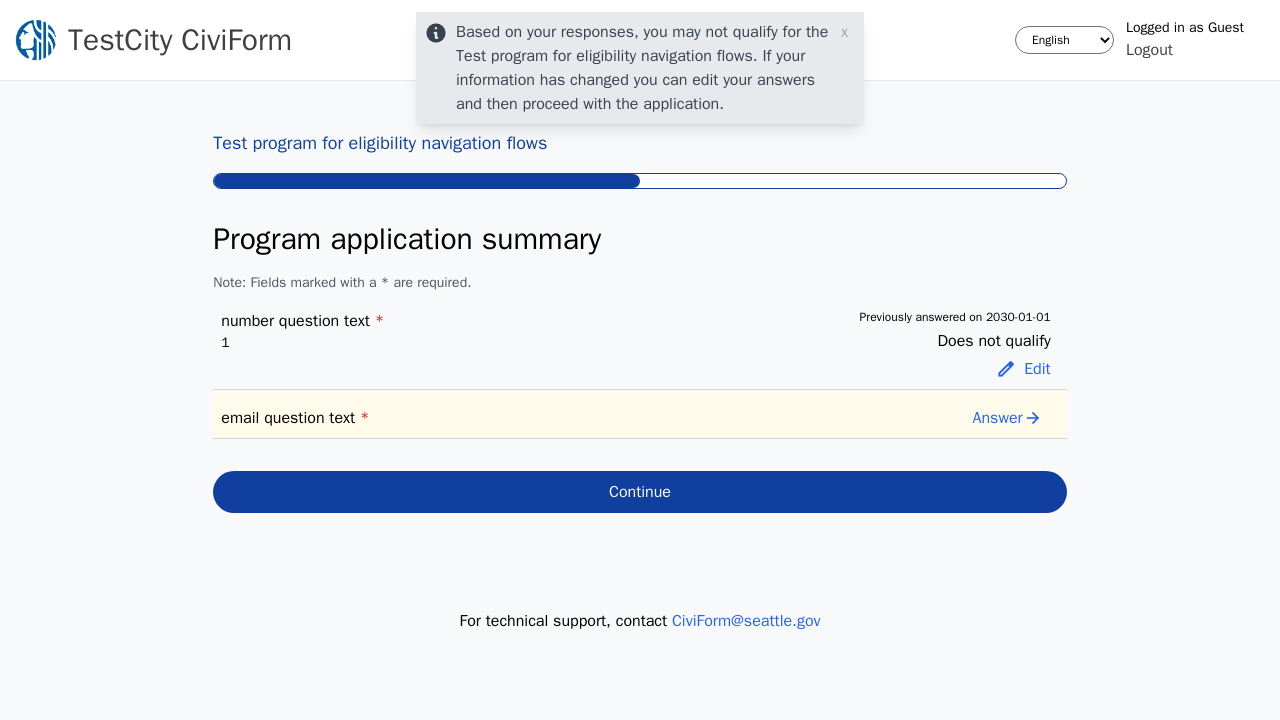 TestCity CiviForm
Based on your responses, you may not qualify for the
Test program for eligibility navigation flows. If your
information has changed you can edit your answers
and then proceed with the application.
x
English
Logged in as Guest
Logout
Test program for eligibility navigation flows
Program application summary
Note: Fields marked with a * are required.
number question text *
1
Previously answered on 2030-01-01
Does not qualify
Edit
email question text *
Answer
Continue
For technical support, contact CiviForm@seattle.gov